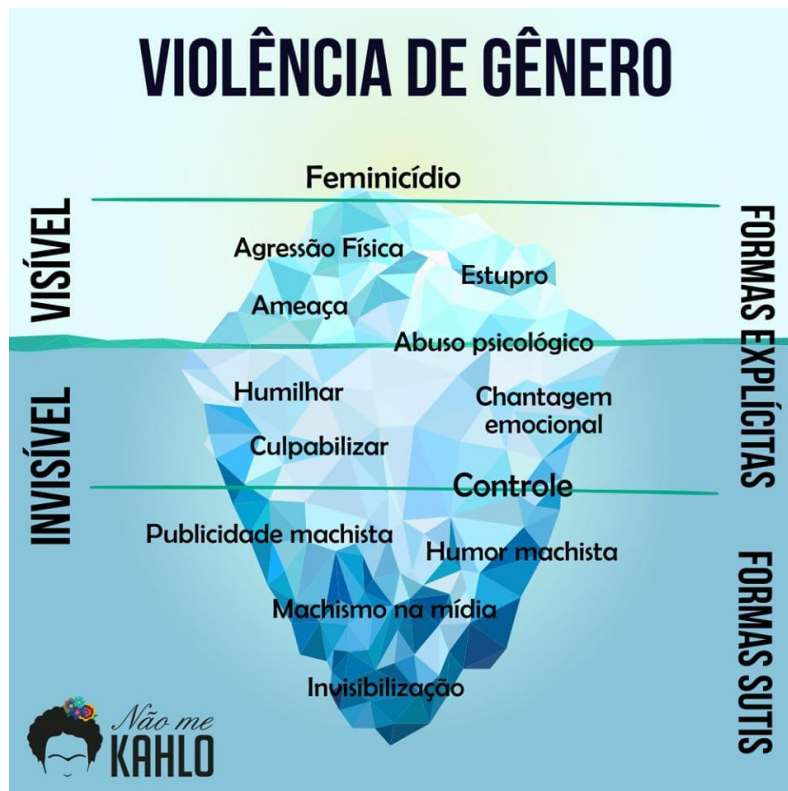 VIOLÊNCIA DE GÊNERO
Feminicídio
VISÍVEL
FORMAS EXPLÍCITAS
Agressão Física
Estupro
Ameaça
Abuso psicológico
INVISÍVEL
Humilhar
Chantagem
emocional
Culpabilizar
Controle
Publicidade machista
Humor machista
FORMAS SUTIS
Machismo na mídia
Invisibilização
Não me
KAHLO